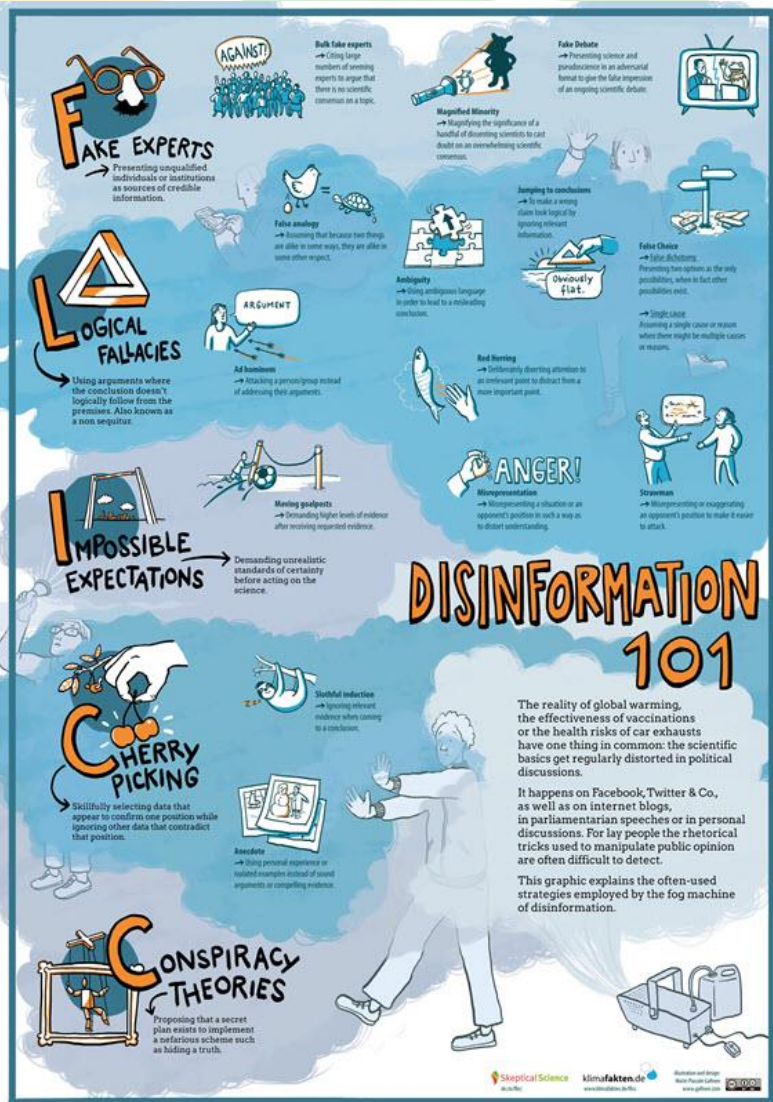 FAKE EXPERTS
→ Presenting unqualified
individuals or institutions
as sources of credible
information.
AGAINST!
Bulk fake experts
→ Citing large
numbers of seeming
experts to argue that
there is no scientific
consensus on a topic.
Magnified Minority
→ Magnifying the significance of a
handful of dissenting scientists to cast
doubt on an overwhelming scientific
consensus.
Fake Debate
→ Presenting science and
pseudoscience in an adversarial
format to give the false impression
of an ongoing scientific debate.
LOGICAL
FALLACIES
Using arguments where
the conclusion doesn't
logically follow from the
premises. Also known as
a non sequitur.
=
False analogy
→ Assuming that because two things
are alike in some ways, they are alike in
some other respect.
Ambiguity
→ Using ambiguous language
in order to lead to a misleading
conclusion.
Jumping to conclusions
→ To make a wrong
claim look logical by
ignoring relevant
information.
Obviously
flat.
False Choice
→ False dichotomy
Presenting two options as the only
possibilities, when in fact other
possibilities exist.
→ Single cause
Assuming a single cause or reason
when there might be multiple causes
or reasons.
ARGUMENT
Ad hominem
→ Attacking a person/group instead
of addressing their arguments.
Red Herring
→ Deliberately diverting attention to
an irrelevant point to distract from a
more important point.
ANGER!
Misrepresentation
→ Misrepresenting a situation or an
opponent's position in such a way as
to distort understanding.
Strawman
→ Misrepresenting or exaggerating
an opponent's position to make it easier
to attack.
IMPOSSIBLE
EXPECTATIONS
Demanding unrealistic
standards of certainty
before acting on the
science.
Moving goalposts
→ Demanding higher levels of evidence
after receiving requested evidence.
DISINFORMATION
101
The reality of global warming,
the effectiveness of vaccinations
or the health risks of car exhausts
have one thing in common: the scientific
basics get regularly distorted in political
discussions.
It happens on Facebook, Twitter & Co.,
as well as on internet blogs,
in parliamentarian speeches or in personal
discussions. For lay people the rhetorical
tricks used to manipulate public opinion
are often difficult to detect.
This graphic explains the often-used
strategies employed by the fog machine
of disinformation.
CHERRY
PICKING
Skillfully selecting data that
appear to confirm one position while
ignoring other data that contradict
that position.
zz
Slothful induction
→ Ignoring relevant
evidence when coming
to a conclusion.
Anecdote
→ Using personal experience or
isolated examples instead of sound
arguments or compelling evidence.
CONSPIRACY
THEORIES
Proposing that a secret
plan exists to implement
a nefarious scheme such
as hiding a truth.
Skeptical Science
klimafakten.de
www.klimafakten.de/flicc
Illustration and design: